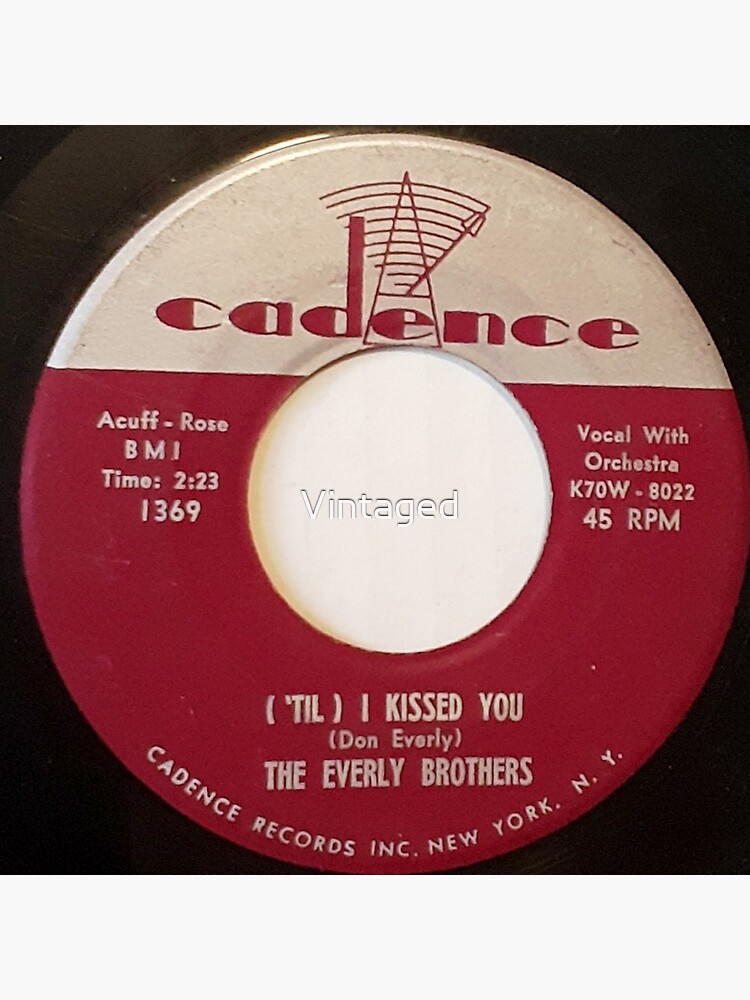 cadence
Acuff - Rose
BMI
Time: 2:23
1369
Vocal With
Orchestra
K70W - 8022
45 RPM
Vintaged
( 'TIL ) I KISSED YOU
(Don Everly)
THE EVERLY BROTHERS
CADENCE RECORDS INC. NEW YORK, N. Y.